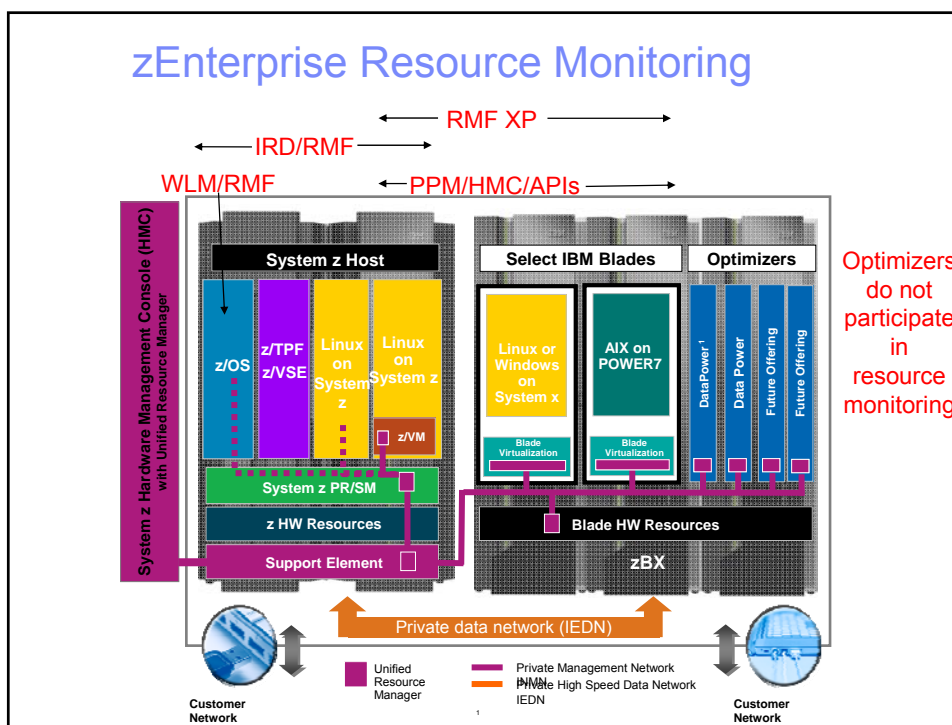 zEnterprise Resource Monitoring
RMF XP
IRD/RMF
WLM/RMF
PPM/HMC/APIs
System z Hardware Management Console (HMC)
with Unified Resource Manager
System z Host
Select IBM Blades
Optimizers
z/OS
z/TPF
z/VSE
Linux
on
System
z
Linux
on
System z
z/VM
Linux or
Windows
on
System x
Blade
Virtualization
AIX on
POWER7
Blade
Virtualization
DataPower 1
Data Power
Future Offering
Future Offering
Optimizers
do not
participate
in
resource
monitoring
System z PR/SM
z HW Resources
Support Element
Blade HW Resources
zBX
Private data network (IEDN)
Customer
Network
Unified
Resource
Manager
Private Management Network
INMN
Private High Speed Data Network
IEDN
Customer
Network
1